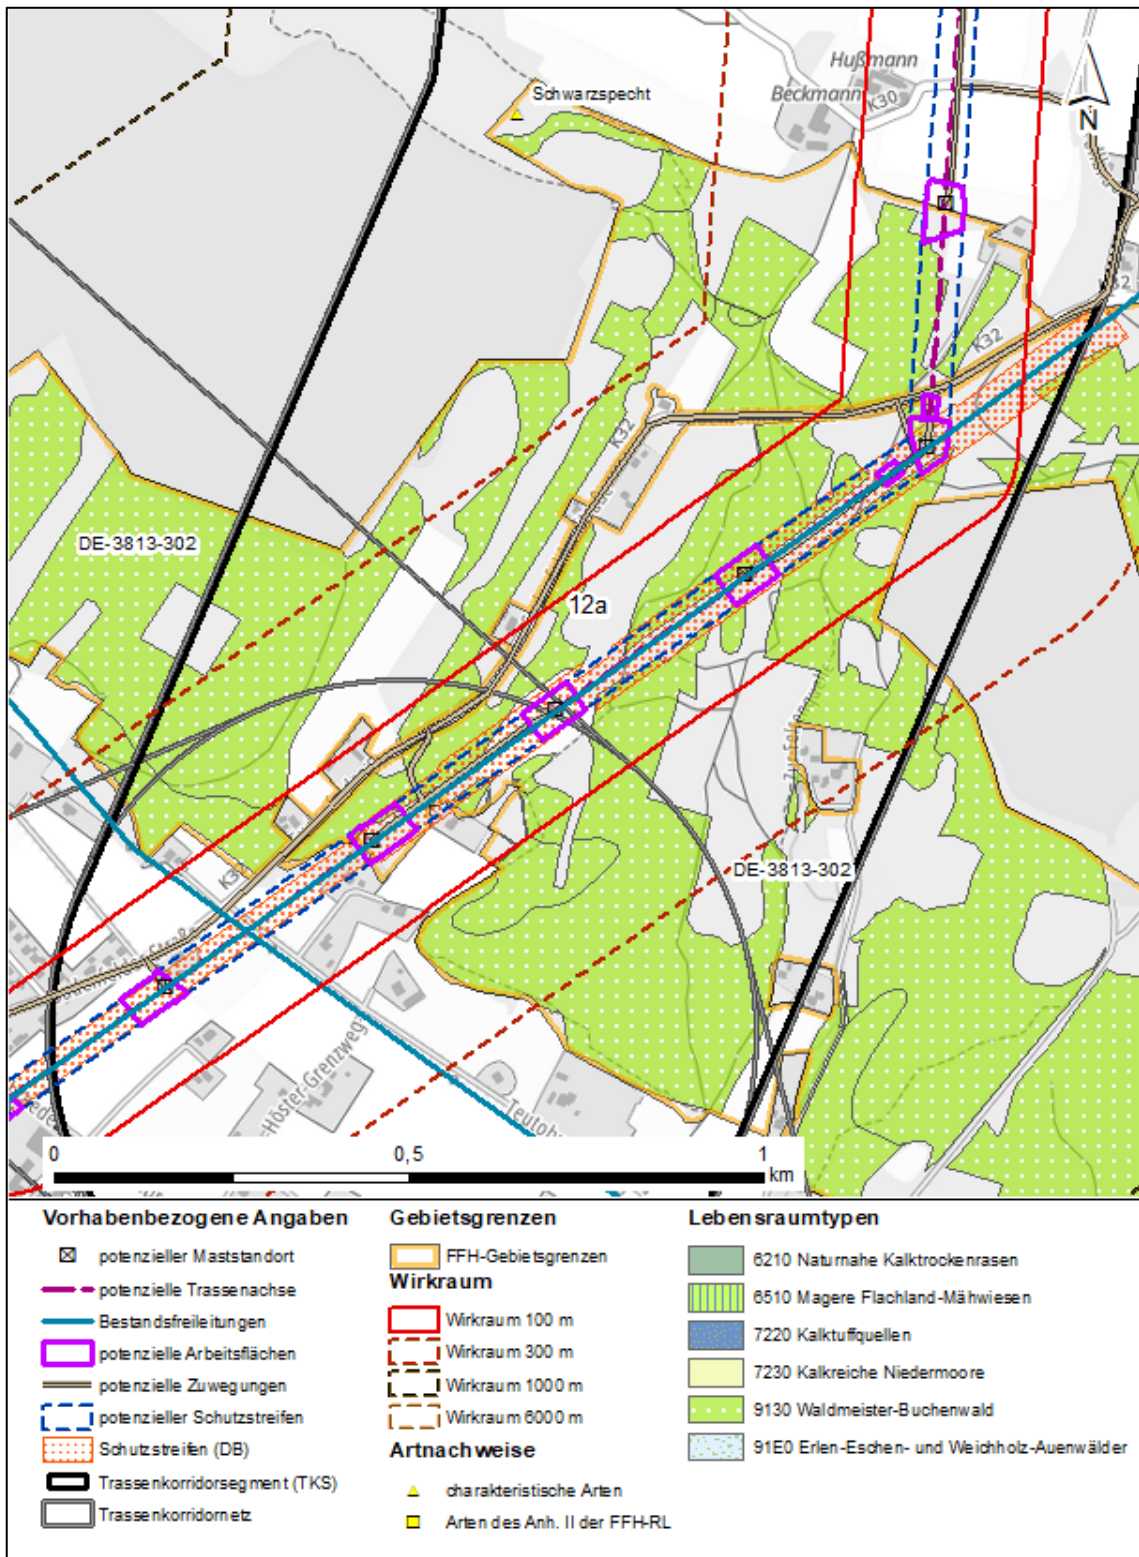 Hußmann
Schwarzspecht
Beckmann
K30
N
K32
K32
K32
DE-3813-302
12a
Zur Felsen
DE-3813-302
Höster-Grenzweg
0
0,5
1
km
Vorhabenbezogene Angaben
potenzieller Maststandort
potenzielle Trassenachse
Bestandsfreileitungen
potenzielle Arbeitsflächen
potenzielle Zuwegungen
potenzieller Schutzstreifen
Schutzstreifen (DB)
Trassenkorridorsegment (TKS)
Trassenkorridornetz
Gebietsgrenzen
FFH-Gebietsgrenzen
Wirkraum
Wirkraum 100 m
Wirkraum 300 m
Wirkraum 1000 m
Wirkraum 6000 m
Artnachweise
charakteristische Arten
Arten des Anh. II der FFH-RL
Lebensraumtypen
6210 Naturnahe Kalktrockenrasen
6510 Magere Flachland-Mähwiesen
7220 Kalktuffquellen
7230 Kalkreiche Niedermoore
9130 Waldmeister-Buchenwald
91E0 Erlen-Eschen- und Weichholz-Auenwälder